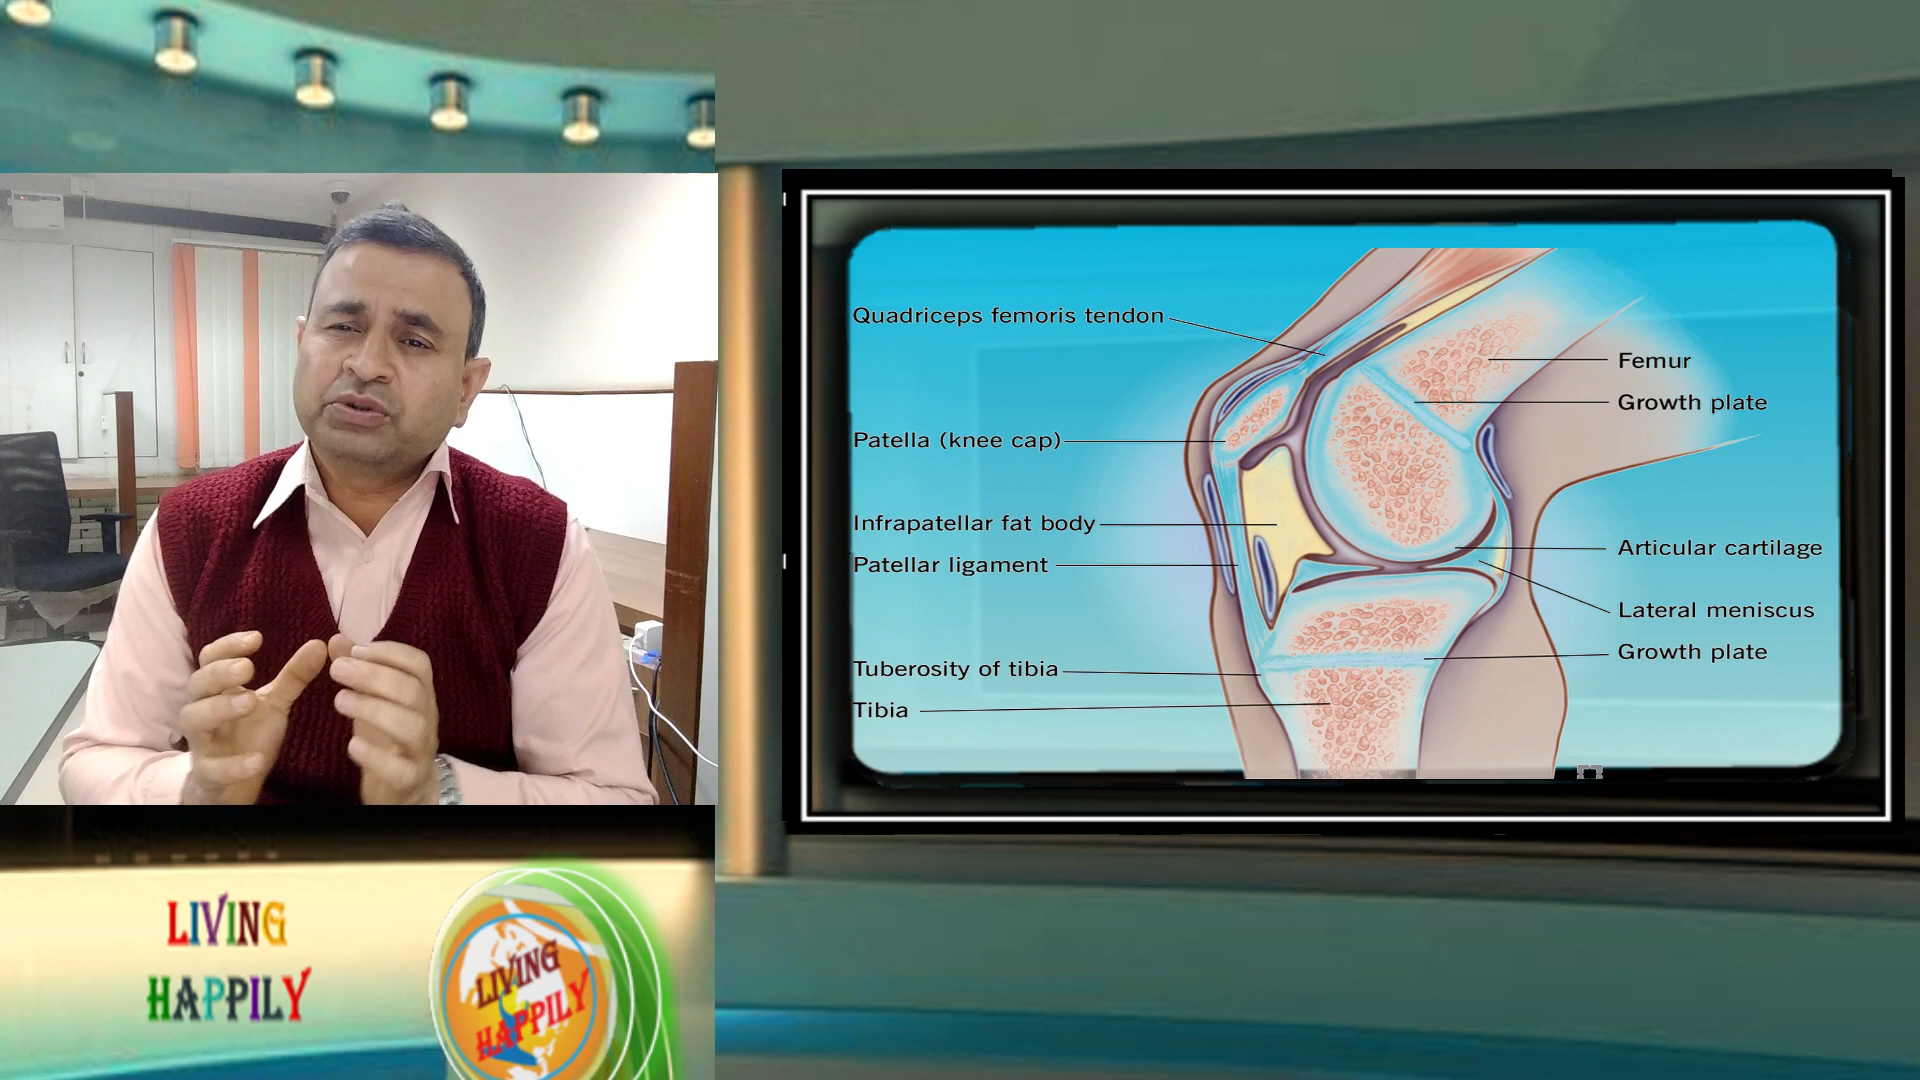 Quadriceps femoris tendon
Patella (knee cap)
Infrapatellar fat body
Patellar ligament
Tuberosity of tibia
Tibia
Femur
Growth plate
Articular cartilage
Lateral meniscus
Growth plate
LIVING
HAPPILY
LIVING
HAPPILY